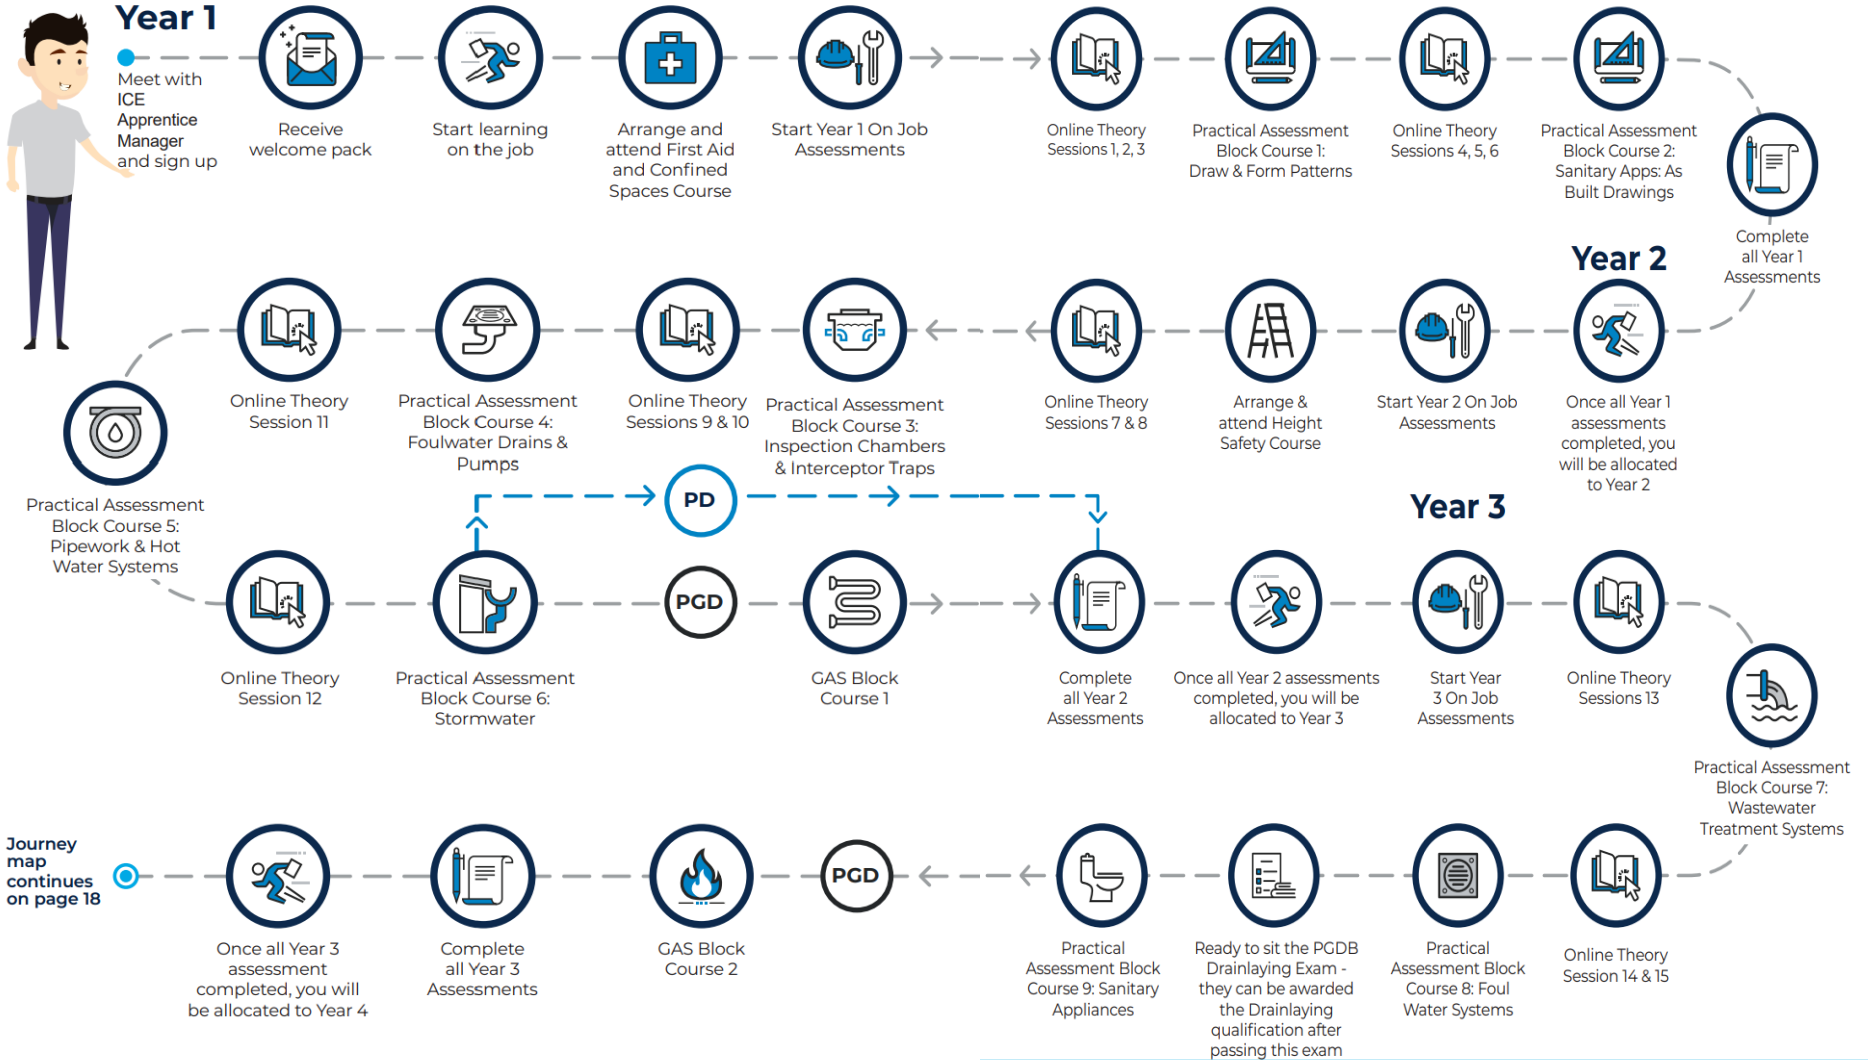 Year 1
Meet with
ICE
Apprentice
Manager
and sign up
Receive
welcome pack
Start learning
on the job
Arrange and
attend First Aid
and Confined
Spaces Course
Start Year 1 On Job
Assessments
Online Theory
Sessions 1, 2, 3
Practical Assessment
Block Course 1:
Draw & Form Patterns
Online Theory
Sessions 4, 5, 6
Practical Assessment
Block Course 2:
Sanitary Apps: As
Built Drawings
Complete
all Year 1
Assessments
Year 2
Once all Year 1
assessments
completed, you
will be allocated
to Year 2
Start Year 2 On Job
Assessments
Arrange &
attend Height
Safety Course
Online Theory
Sessions 7 & 8
Practical Assessment
Block Course 3:
Inspection Chambers
& Interceptor Traps
Online Theory
Sessions 9 & 10
Practical Assessment
Block Course 4:
Foulwater Drains &
Pumps
Online Theory
Session 11
Practical Assessment
Block Course 5:
Pipework & Hot
Water Systems
Online Theory
Session 12
Practical Assessment
Block Course 6:
Stormwater
PD
PGD
GAS Block
Course 1
Complete
all Year 2
Assessments
Year 3
Once all Year 2 assessments
completed, you will be
allocated to Year 3
Start Year
3 On Job
Assessments
Online Theory
Sessions 13
Practical Assessment
Block Course 7:
Wastewater
Treatment Systems
Online Theory
Session 14 & 15
Practical
Assessment Block
Course 8: Foul
Water Systems
Ready to sit the PGDB
Drainlaying Exam -
they can be awarded
the Drainlaying
qualification after
passing this exam
Practical
Assessment Block
Course 9: Sanitary
Appliances
PGD
GAS Block
Course 2
Complete
all Year 3
Assessments
Once all Year 3
assessment
completed, you will
be allocated to Year 4
Journey
map
continues
on page 18